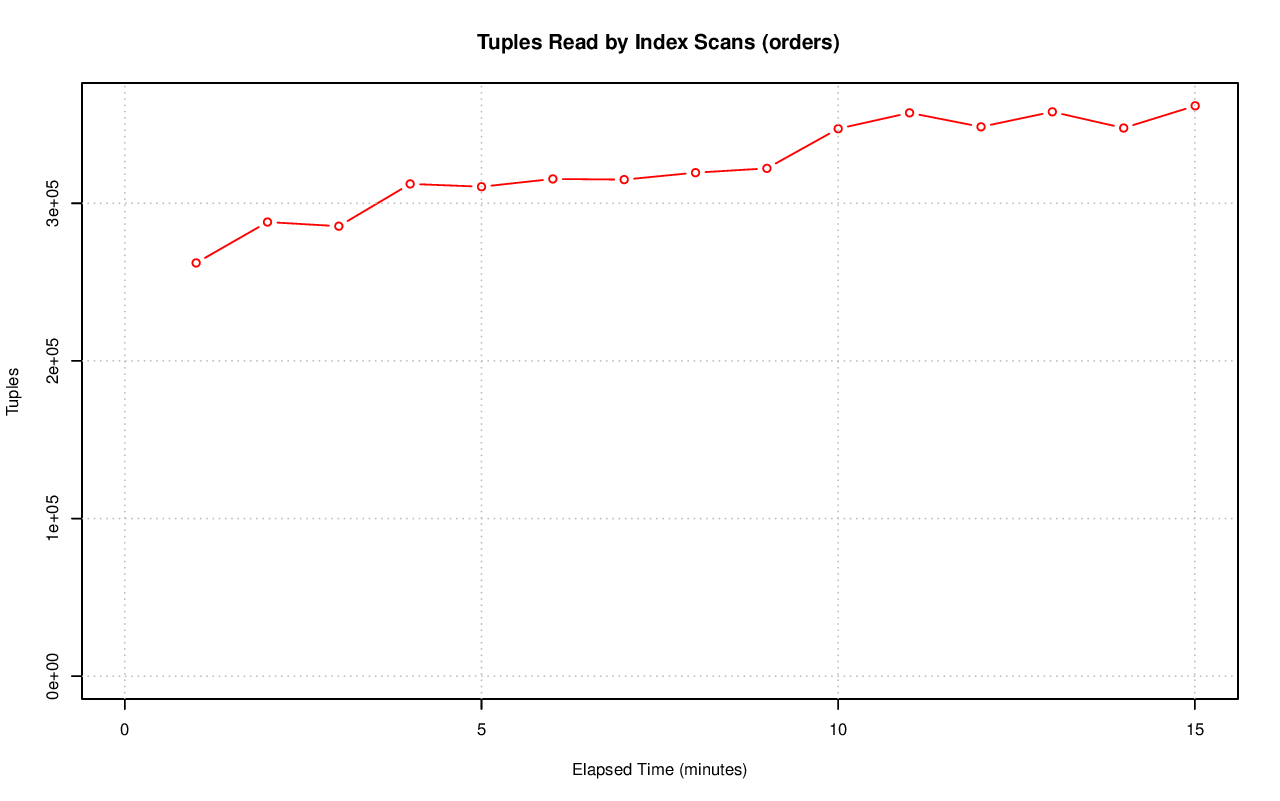 Tuples Read by Index Scans (orders)
3e+05
2e+05
1e+05
0e+00
Tuples
0 5 10 15
Elapsed Time (minutes)